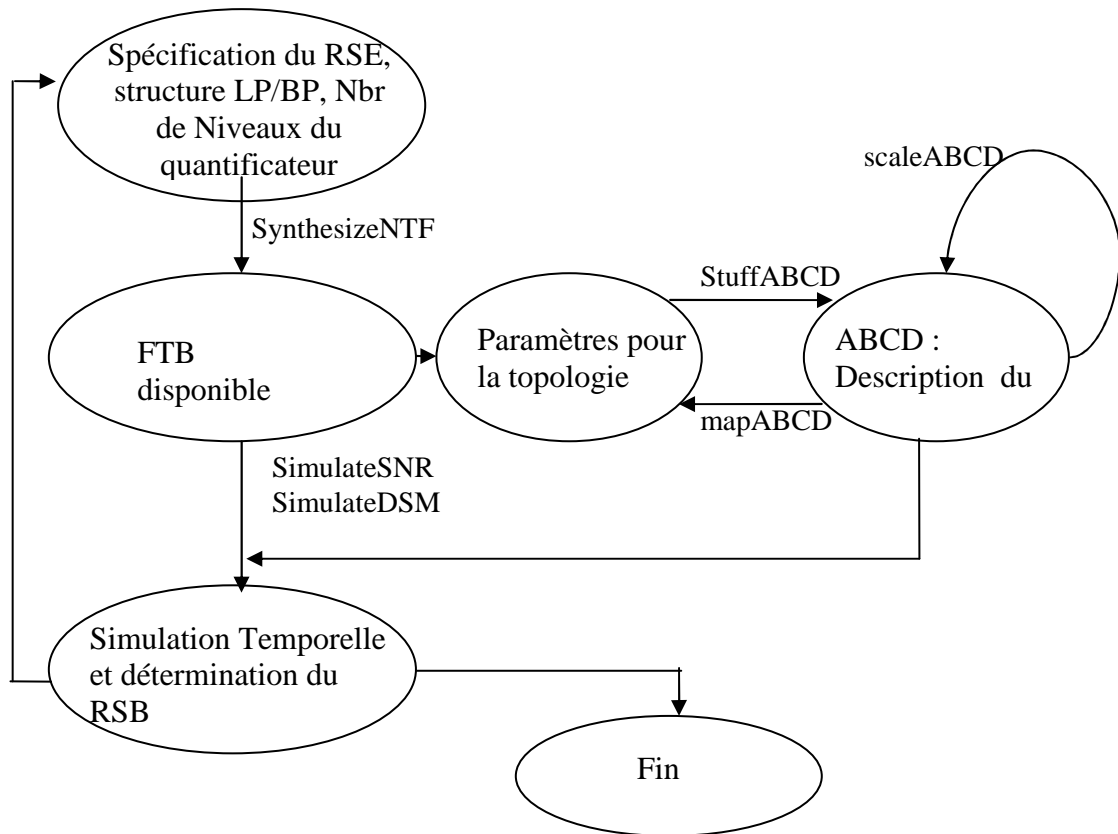 Spécification du RSE,
structure LP/BP, Nbr
de Niveaux du
quantificateur
scaleABCD
SynthesizeNTF
StuffABCD
FTB
disponible
Paramètres pour
la topologie
ABCD :
Description du
mapABCD
SimulateSNR
SimulateDSM
Simulation Temporelle
et détermination du
RSB
Fin